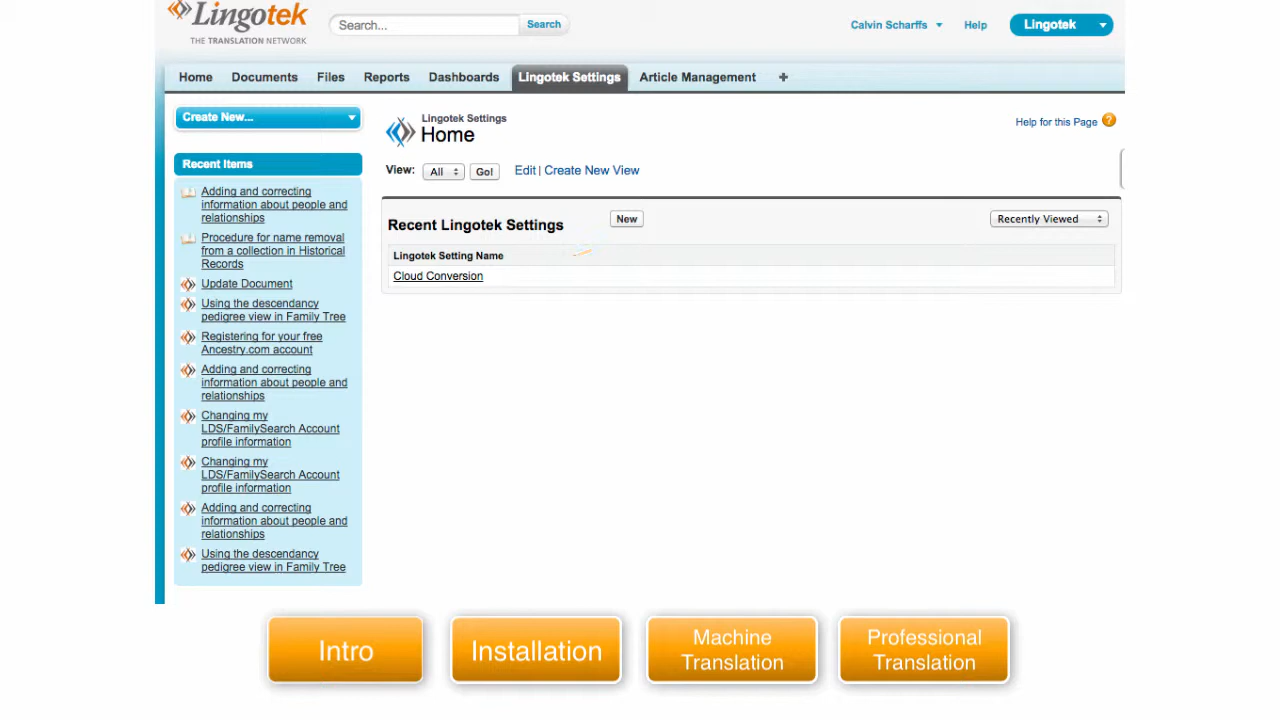 Lingotek
THE TRANSLATION NETWORK
Search...
Search
Calvin Scharffs
Help
Lingotek
Home
Documents
Files
Reports
Dashboards
Lingotek Settings
Article Management
+
Create New...
Recent Items
Adding and correcting
information about people and
relationships
Procedure for name removal
from a collection in Historical
Records
Update Document
Using the descendancy
pedigree view in Family Tree
Registering for your free
Ancestry.com account
Adding and correcting
information about people and
relationships
Changing my
LDS/FamilySearch Account
profile information
Changing my
LDS/FamilySearch Account
profile information
Adding and correcting
information about people and
relationships
Using the descendancy
pedigree view in Family Tree
Lingotek Settings
Home
Help for this Page ?
View: All Go! Edit | Create New View
Recent Lingotek Settings
New
Recently Viewed
Lingotek Setting Name
Cloud Conversion
Intro
Installation
Machine
Translation
Professional
Translation